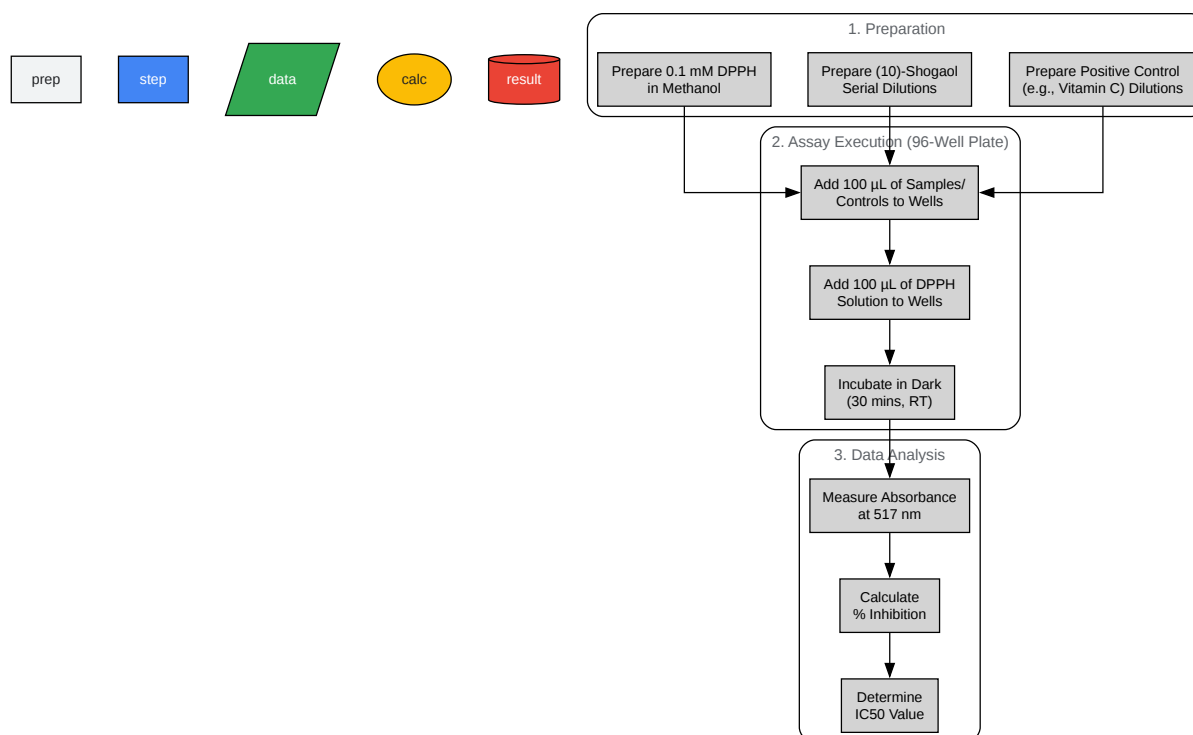 prep
step
data
calc
result
1. Preparation
Prepare 0.1 mM DPPH
in Methanol
Prepare (10)-Shogaol
Serial Dilutions
Prepare Positive Control
(e.g., Vitamin C) Dilutions
2. Assay Execution (96-Well Plate)
Add 100 µL of Samples/
Controls to Wells
Add 100 µL of DPPH
Solution to Wells
Incubate in Dark
(30 mins, RT)
3. Data Analysis
Measure Absorbance
at 517 nm
Calculate
% Inhibition
Determine
IC50 Value